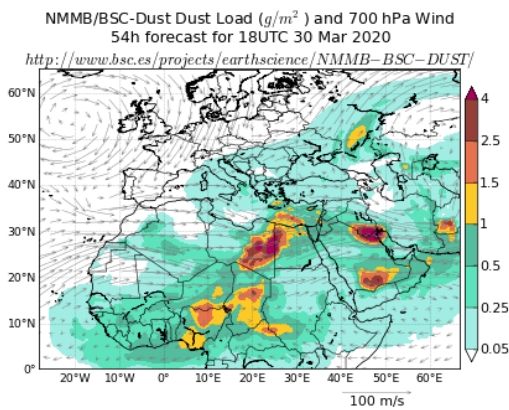 NMMB/BSC-Dust Dust Load (g/m² ) and 700 hPa Wind
54h forecast for 18UTC 30 Mar 2020
http://www.bsc.es/projects/earthscience/NMMB−BSC−DUST/
60°N
50°N
40°N
30°N
20°N
10°N
0°
20°W 10°W 0° 10°E 20°E 30°E 40°E 50°E 60°E
4
2.5
1.5
1
0.5
0.25
0.05
100 m/s